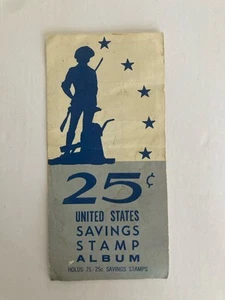 25¢
UNITED STATES
SAVINGS
STAMP
ALBUM
HOLDS 75-25¢ SAVINGS STAMPS